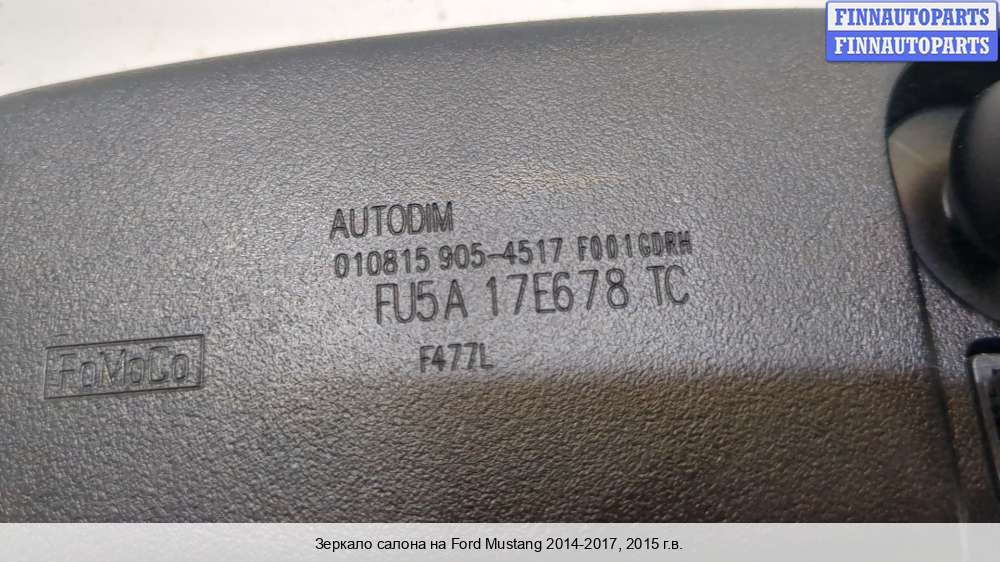 FINNAUTOPARTS
FINNAUTOPARTS
AUTODIM
010815 905-4517 F001GDRH
FU5A 17E678 TC
F477L
FoMoCo
Зеркало салона на Ford Mustang 2014-2017, 2015 г.в.